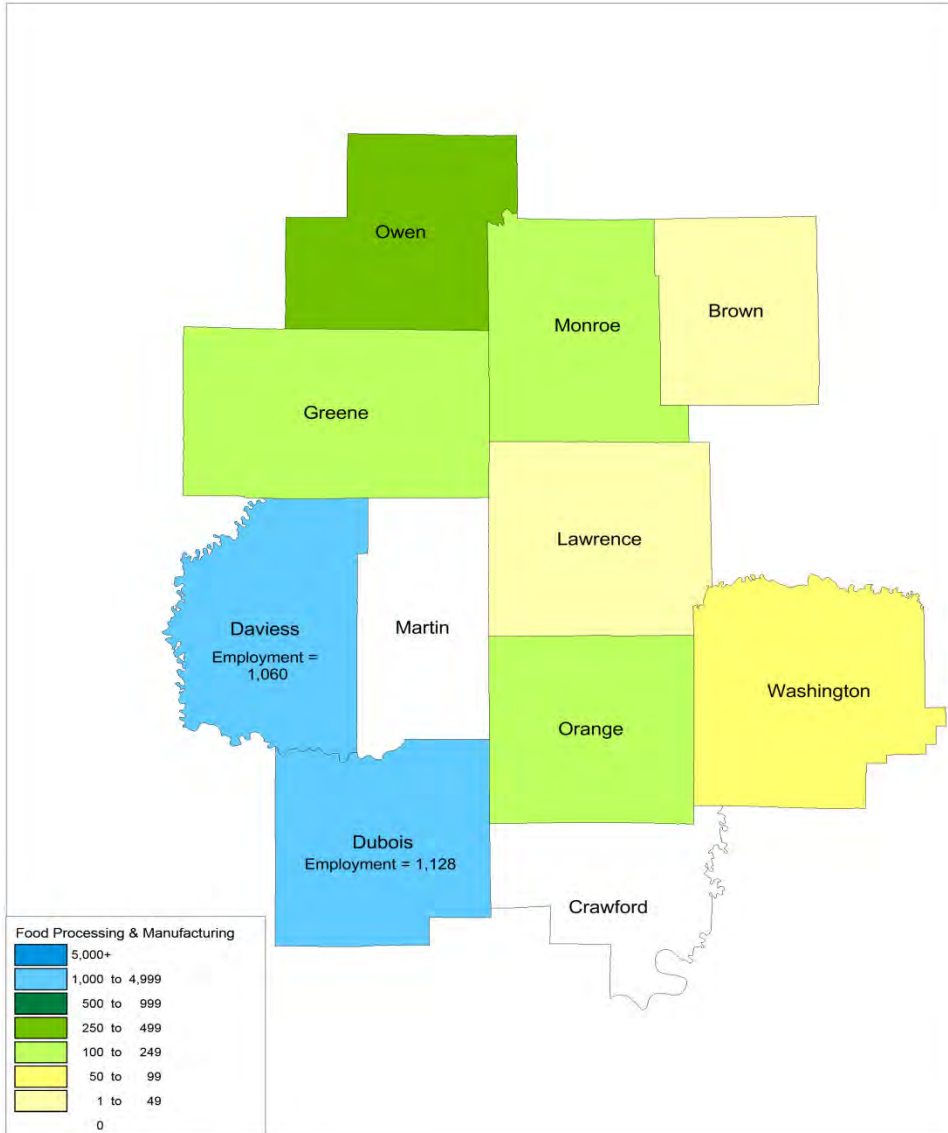 Owen
Monroe
Brown
Greene
Lawrence
Daviess
Employment =
1,060
Martin
Washington
Orange
Dubois
Employment = 1,128
Crawford
Food Processing & Manufacturing
5,000+
1,000 to 4,999
500 to 999
250 to 499
100 to 249
50 to 99
1 to 49
0